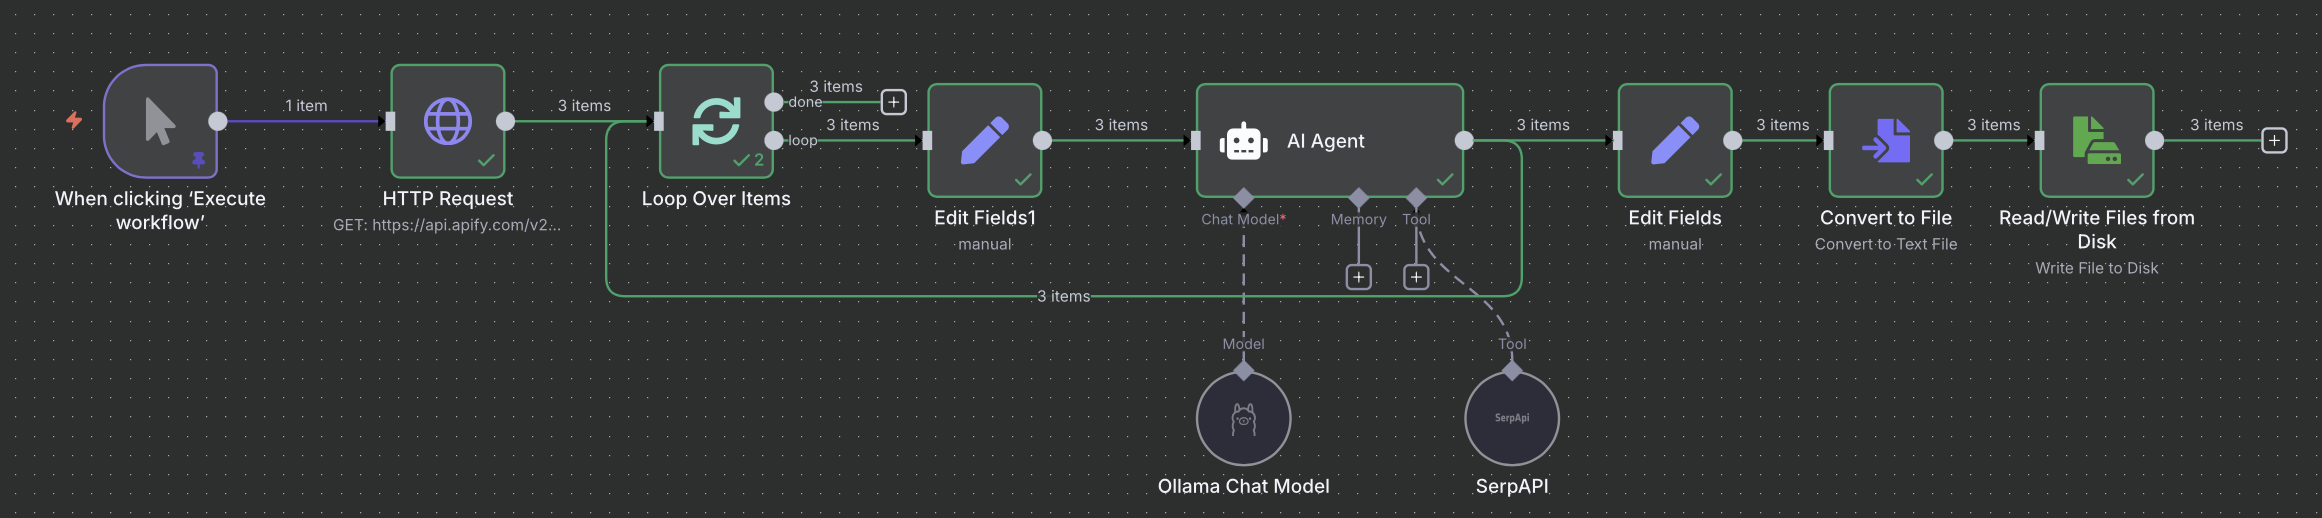 1 item
When clicking ‘Execute
workflow’
HTTP Request
GET: https://api.apify.com/v2...
3 items
2
Loop Over Items
done
3 items
loop
3 items
Edit Fields1
manual
3 items
AI Agent
Chat Model*
Memory
Tool
3 items
3 items
Model
Ollama Chat Model
Tool
SerpApi
SerpAPI
Edit Fields
manual
3 items
Convert to File
Convert to Text File
3 items
Read/Write Files from
Disk
Write File to Disk
3 items